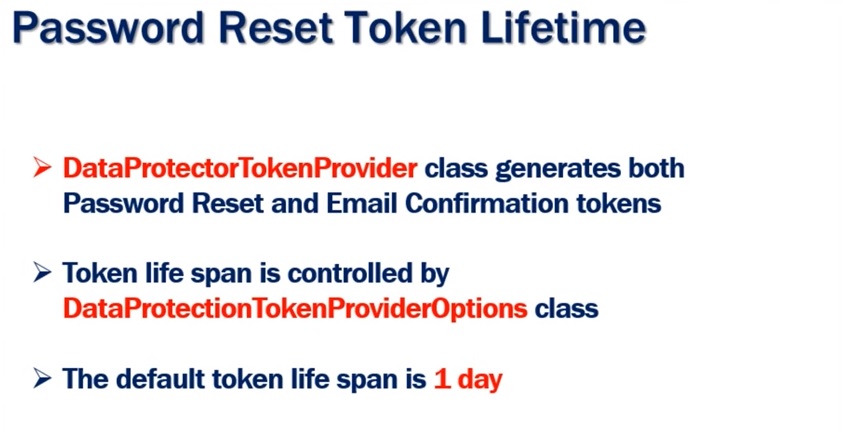 Password Reset Token Lifetime
DataProtectorTokenProvider class generates both
Password Reset and Email Confirmation tokens
Token life span is controlled by
DataProtectionTokenProviderOptions class
The default token life span is 1 day